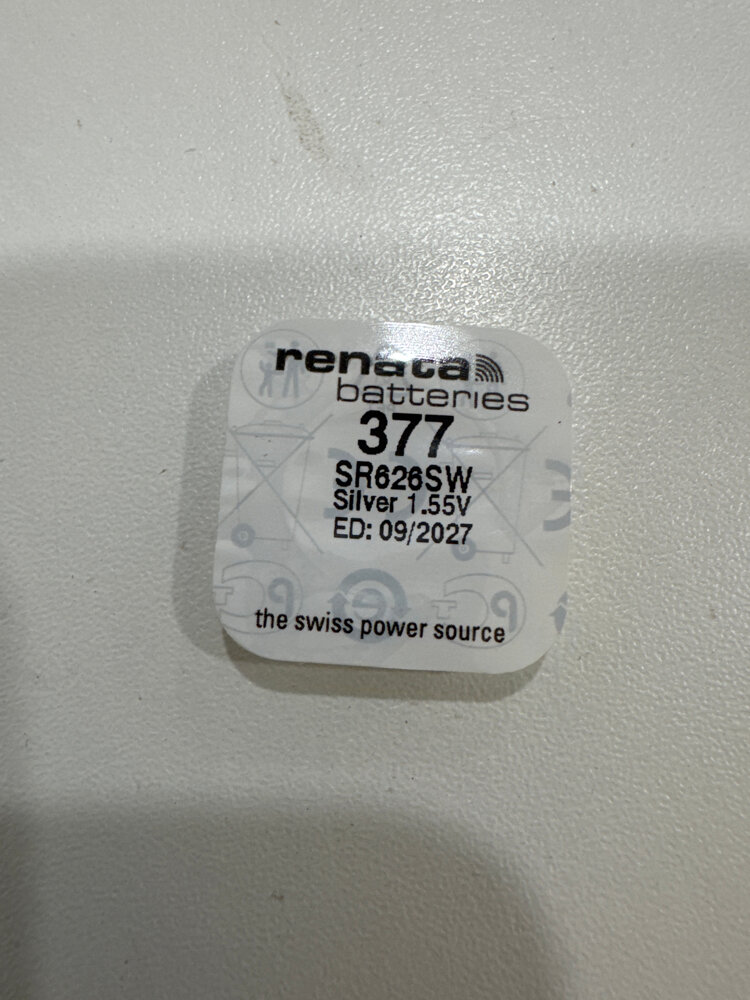 renata
batteries
377
SR626SW
Silver 1.55V
ED: 09/2027
the swiss power source